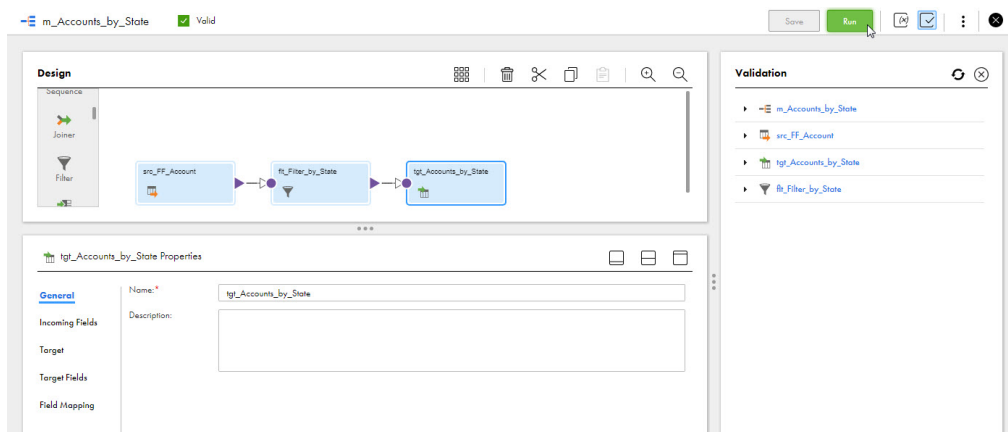 m_Accounts_by_State
Valid
Save
Run
Design
Sequence
Joiner
Filter
src_FF_Account
flt_Filter_by_State
tgt_Accounts_by_State
Validation
m_Accounts_by_State
src_FF_Account
tgt_Accounts_by_State
flt_Filter_by_State
tgt_Accounts_by_State Properties
General
Incoming Fields
Target
Target Fields
Field Mapping
Name:*
tgt_Accounts_by_State
Description: